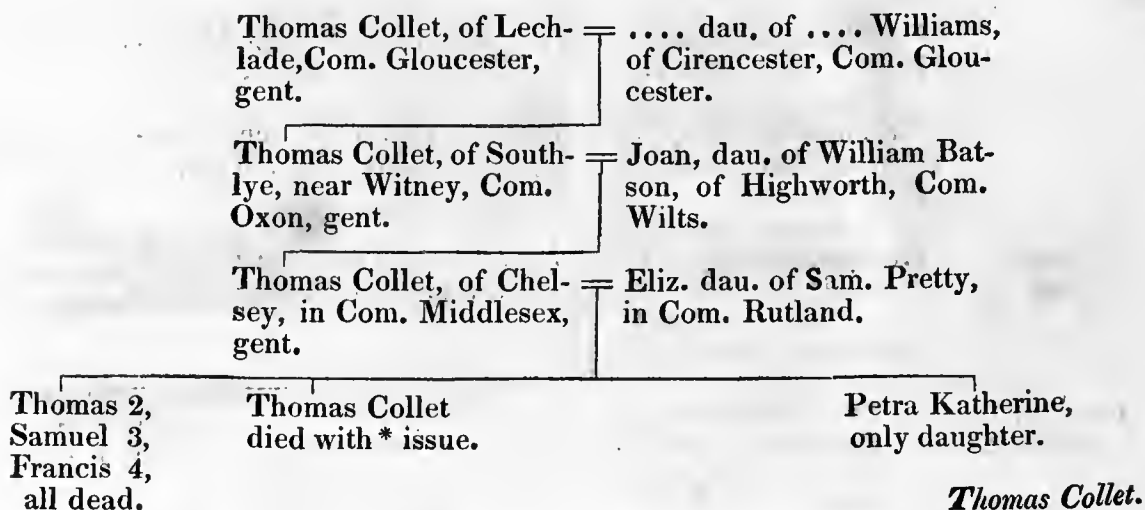 Thomas Collet, of Lech-
lade,Com. Gloucester,
gent.
= .... dau. of .... Williams,
of Cirencester, Com. Glou-
cester.
Thomas Collet, of South-
lye, near Witney, Com.
Oxon, gent.
= Joan, dau. of William Bat-
son, of Highworth, Com.
Wilts.
Thomas Collet, of Chel-
sey, in Com. Middlesex,
gent.
= Eliz. dau. of Sam. Pretty,
in Com. Rutland.
Thomas 2,
Samuel 3,
Francis 4,
all dead.
Thomas Collet
died with * issue.
Petra Katherine,
only daughter.
Thomas Collet.